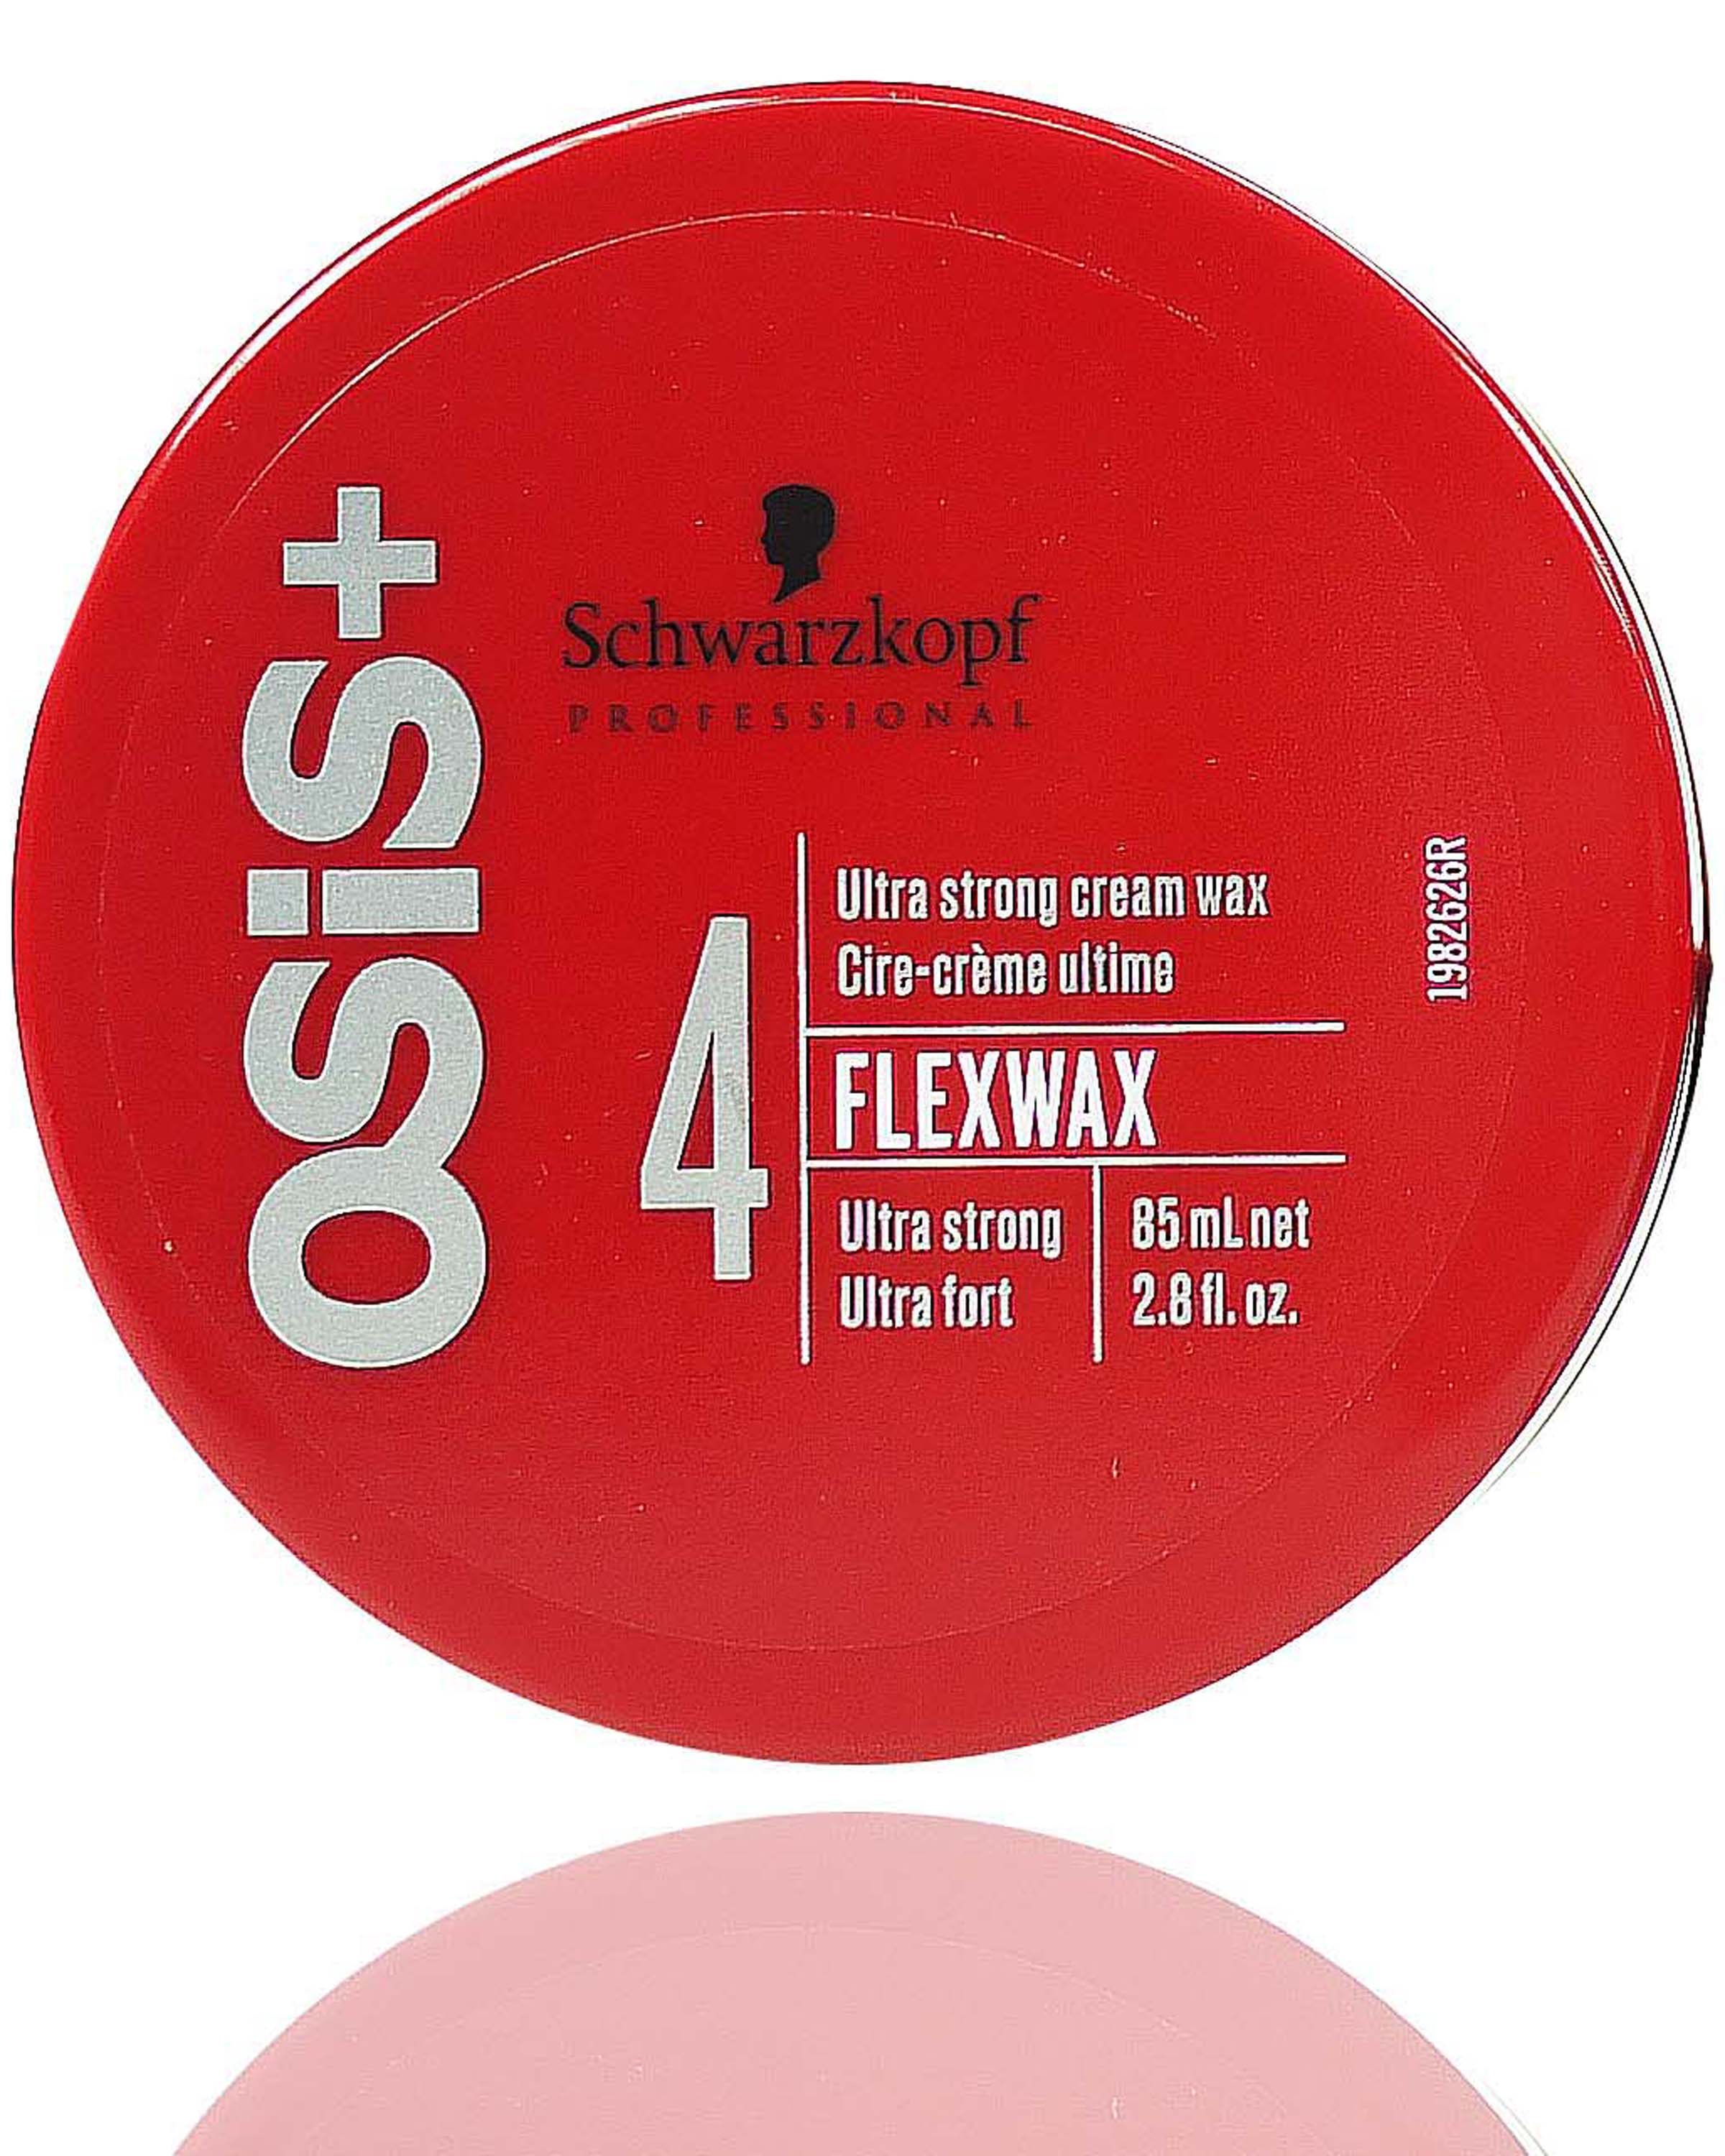 OSiS+
Schwarzkopf
PROFESSIONAL
4
Ultra strong cream wax
Cire-crème ultime
FLEXWAX
Ultra strong
Ultra fort
85 mL net
2.8 fl. oz.
1982626R